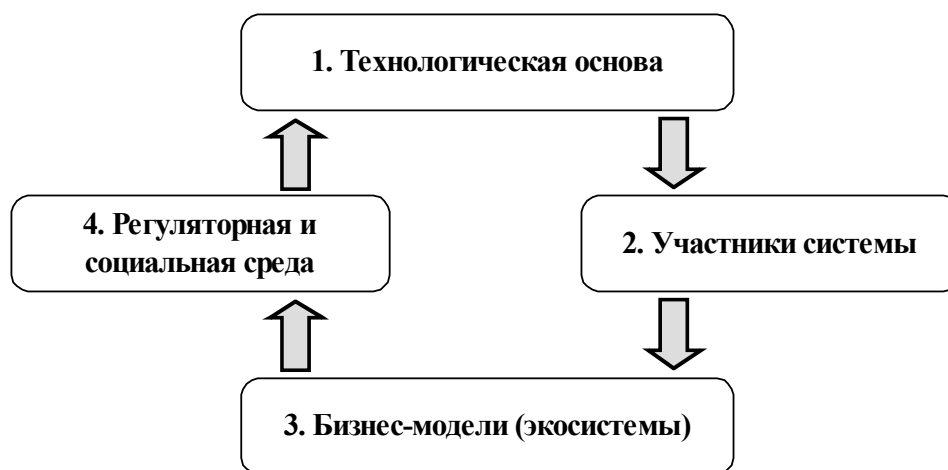 1. Технологическая основа
4. Регуляторная и
социальная среда
2. Участники системы
3. Бизнес-модели (экосистемы)